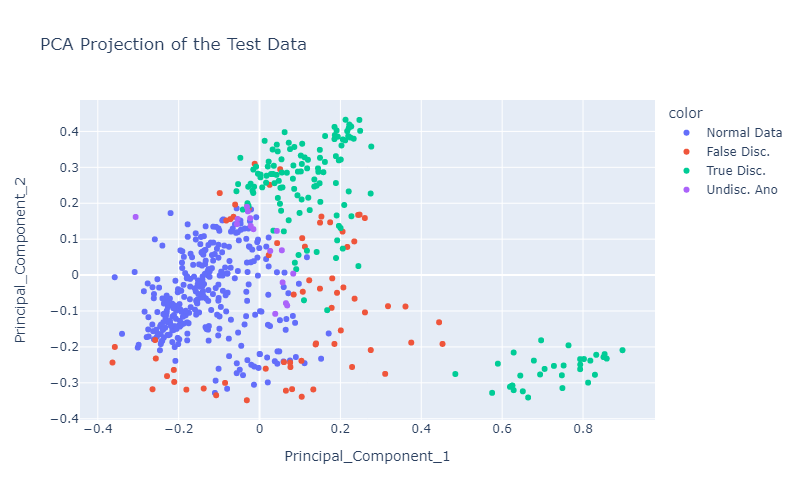 PCA Projection of the Test Data
color
Normal Data
False Disc.
True Disc.
Undisc. Ano
Principal_Component_2
0.4
0.3
0.2
0.1
0
−0.1
−0.2
−0.3
−0.4
−0.4
−0.2
0
0.2
0.4
0.6
0.8
Principal_Component_1